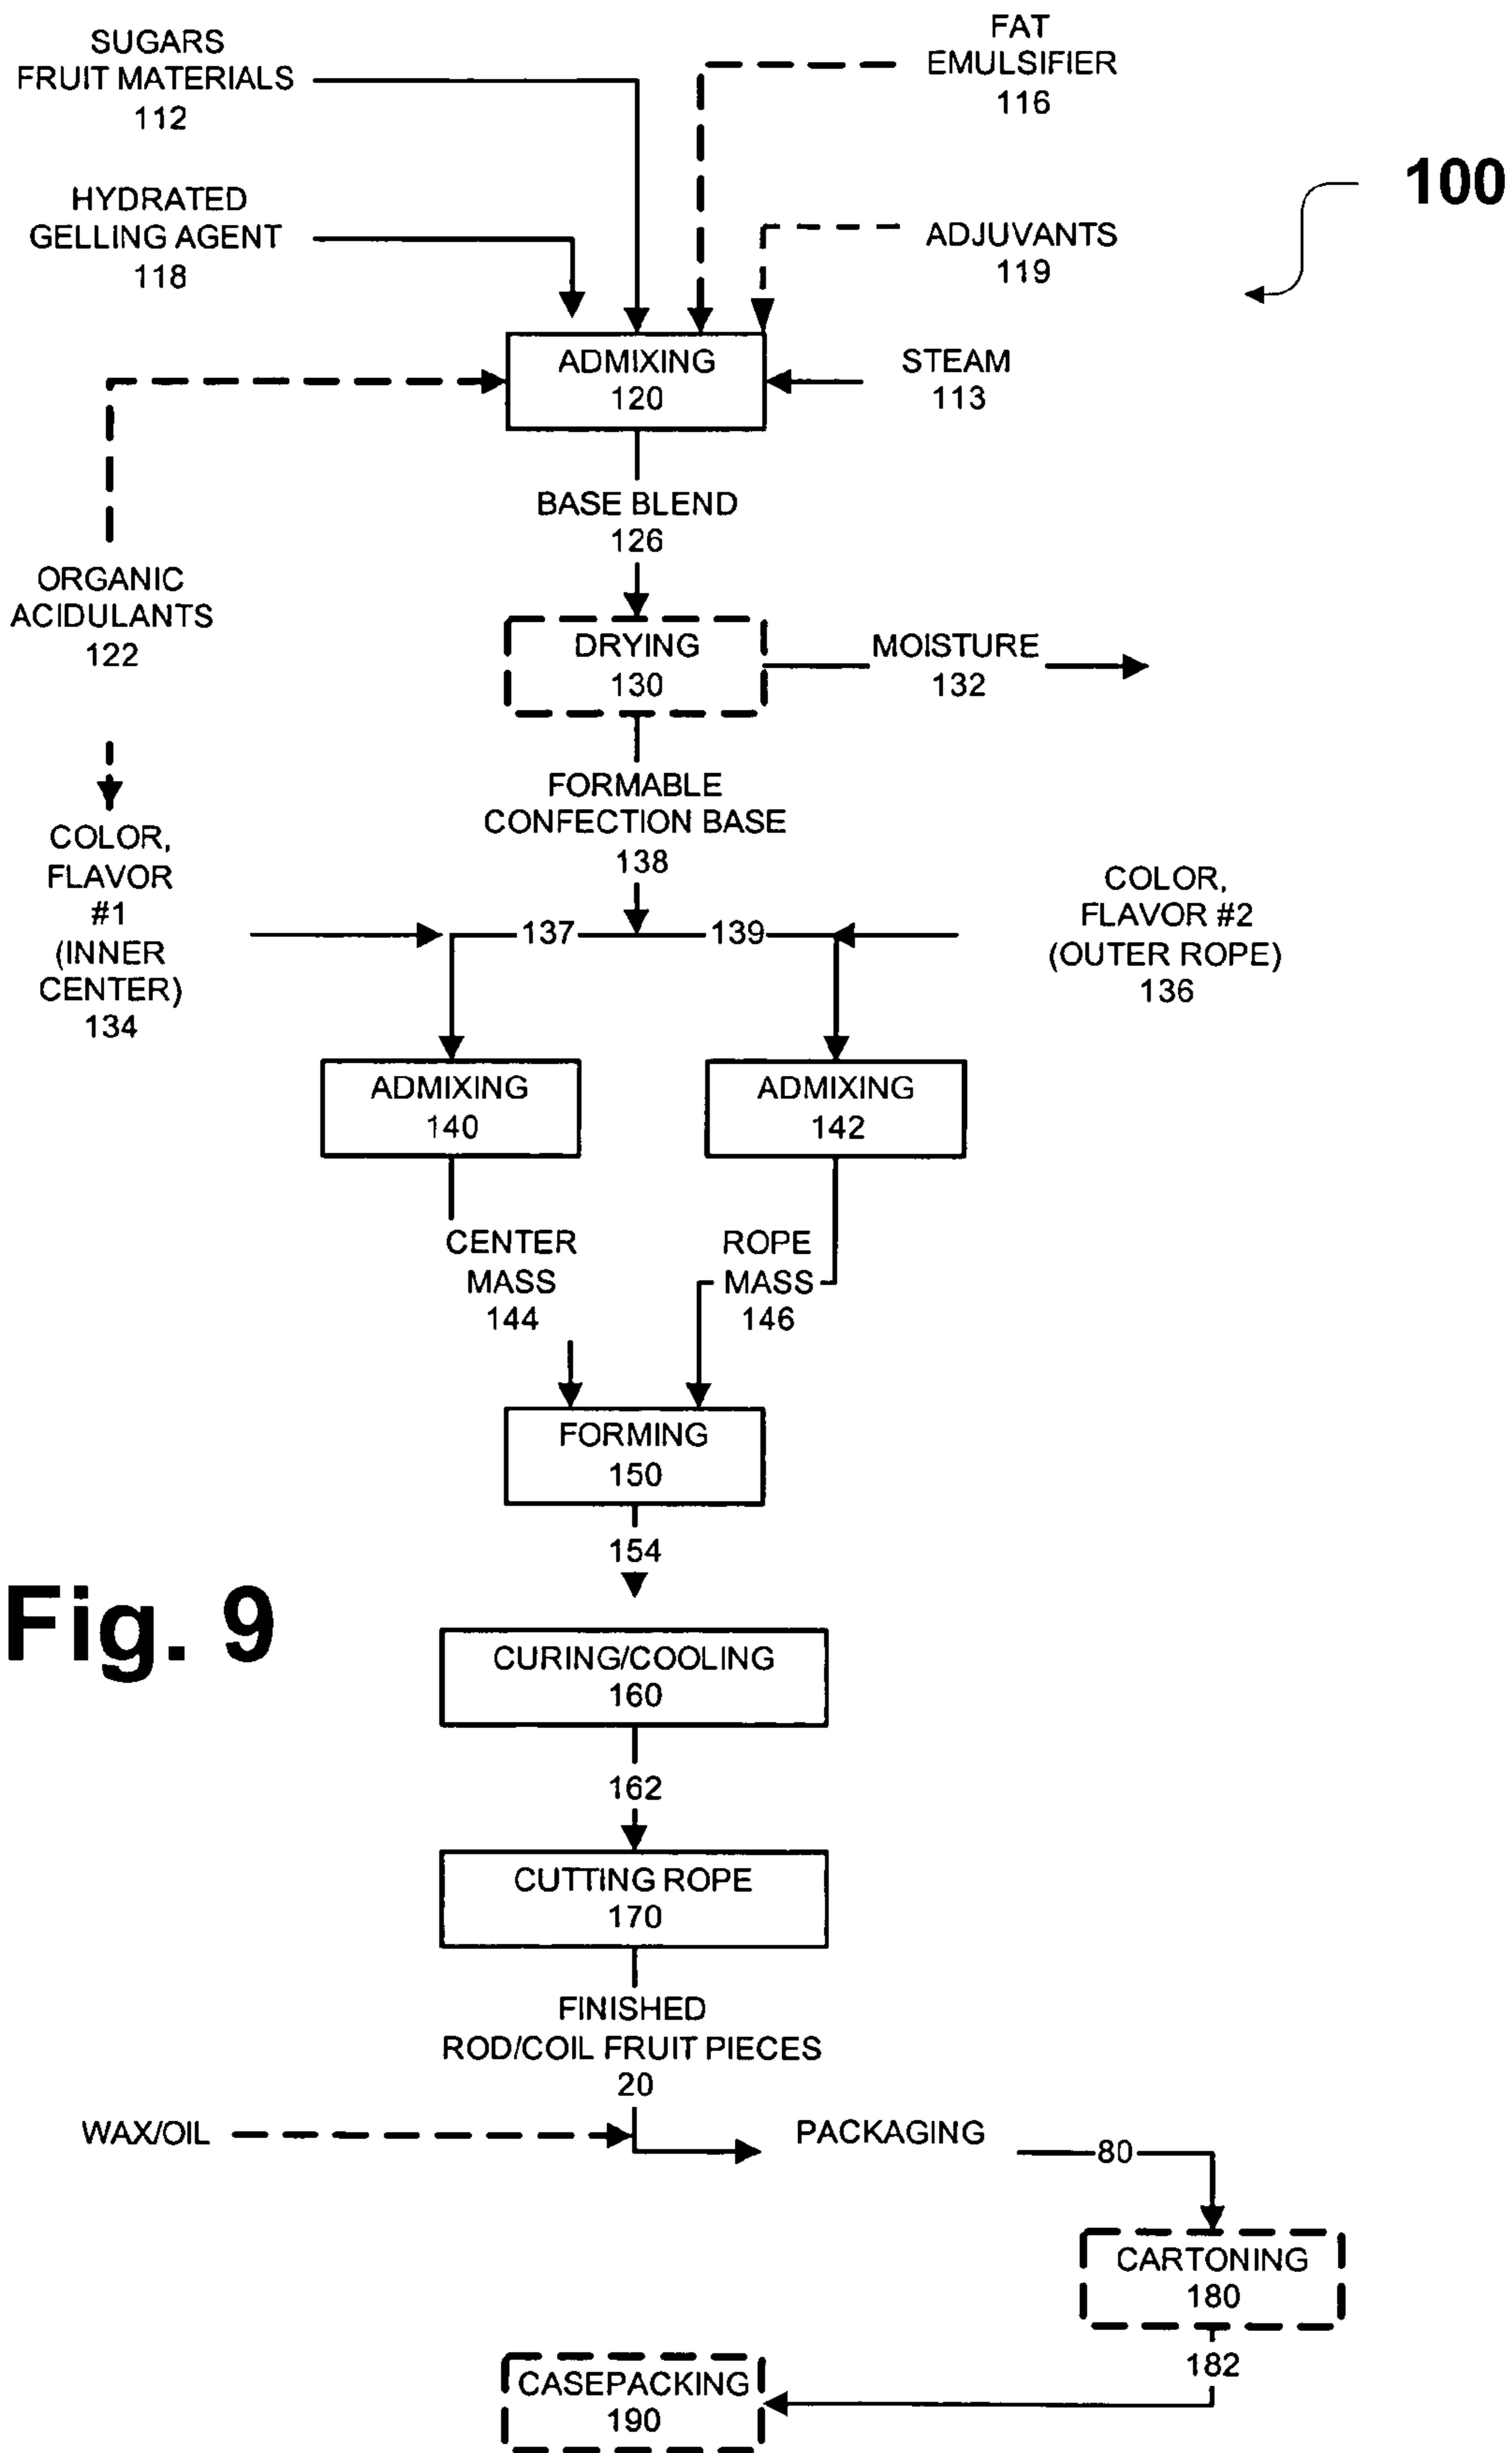 SUGARS
FRUIT MATERIALS
112
FAT
EMULSIFIER
116
100
HYDRATED
GELLING AGENT
118
ADJUVANTS
119
ADMIXING
120
STEAM
113
BASE BLEND
126
ORGANIC
ACIDULANTS
122
DRYING
130
MOISTURE
132
FORMABLE
CONFECTION BASE
138
COLOR,
FLAVOR
#1
(INNER
CENTER)
134
137
139
COLOR,
FLAVOR #2
(OUTER ROPE)
136
ADMIXING
140
ADMIXING
142
CENTER
MASS
144
ROPE
MASS
146
FORMING
150
154
Fig. 9
CURING/COOLING
160
162
CUTTING ROPE
170
FINISHED
ROD/COIL FRUIT PIECES
20
WAX/OIL
PACKAGING
80
CARTONING
180
182
CASEPACKING
190